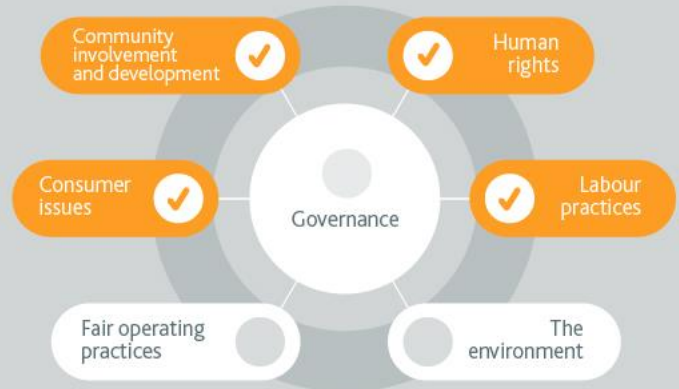 Community
involvement
and development
Human
rights
Consumer
issues
Labour
practices
Governance
Fair operating
practices
The
environment